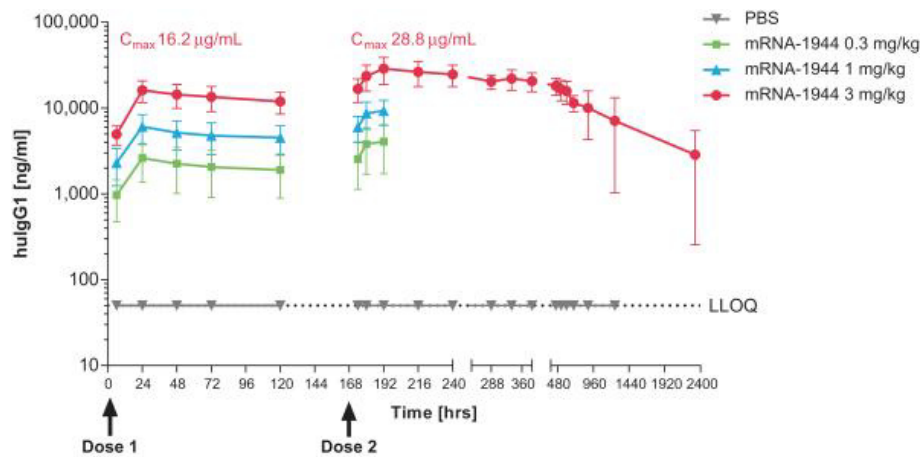 PBS
mRNA-1944 0.3 mg/kg
mRNA-1944 1 mg/kg
mRNA-1944 3 mg/kg
Cmax 16.2 μg/mL
Cmax 28.8 μg/mL
huIgG1 [ng/ml]
100,000
10,000
1,000
100
10
LLOQ
0 24 48 72 96 120 144 168 192 216 240 288 360 480 960 1440 1920 2400
Time [hrs]
Dose 1 Dose 2